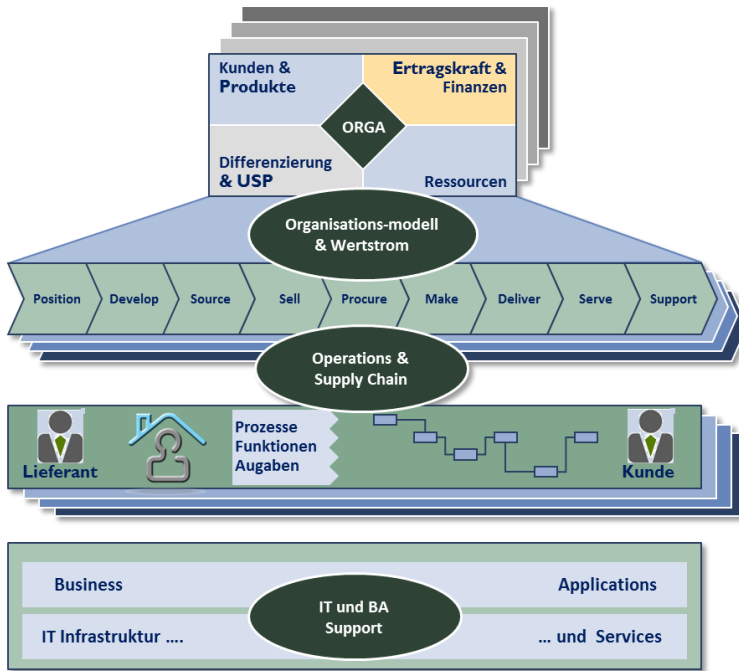 Kunden &
Produkte
Ertragskraft &
Finanzen
ORGA
Differenzierung
& USP
Ressourcen
Organisations-modell
& Wertstrom
Position Develop Source Sell Procure Make Deliver Serve Support
Operations &
Supply Chain
Lieferant
Prozesse
Funktionen
Augaben
Kunde
Business
Applications
IT und BA
Support
IT Infrastruktur ....
... und Services